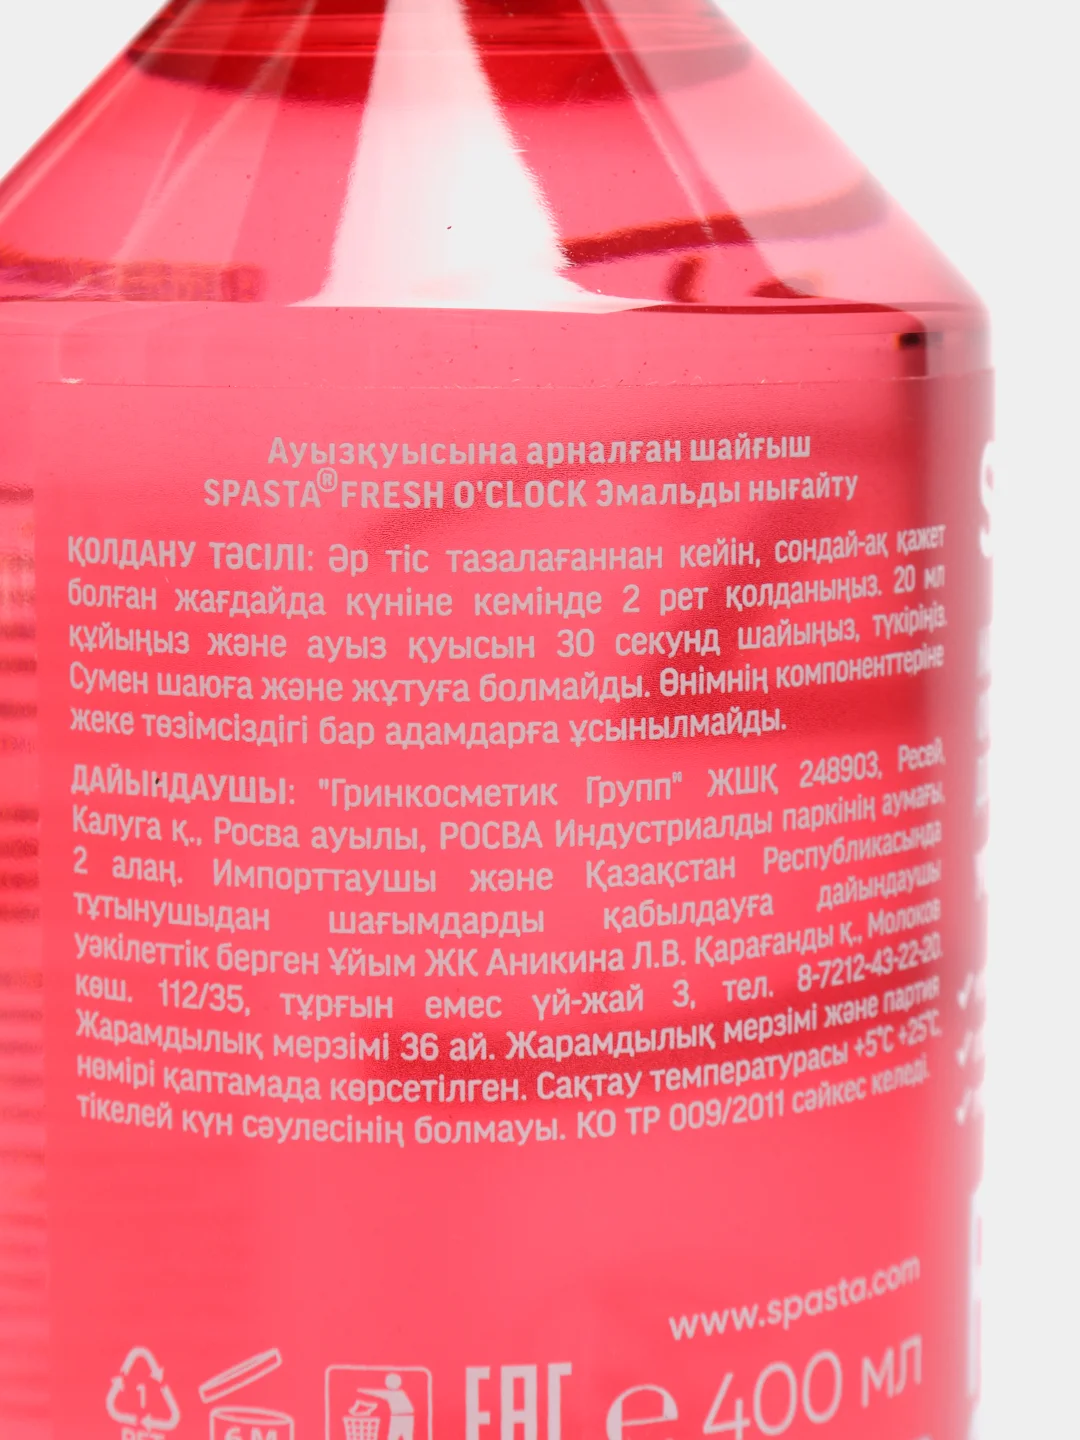 Ауызқуысына арналған шайғыш
SPASTA® FRESH O'CLOCK Эмальды нығайту
ҚОЛДАНУ ТӘСІЛІ: Әр тіс тазалағаннан кейін, сондай-ақ қажет
болған жағдайда күніне кемінде 2 рет қолданыңыз. 20 мл
құйыңыз және ауыз қуысын 30 секунд шайыңыз, түкіріңіз.
Сумен шаюға және жұтуға болмайды. Өнімнің компоненттеріне
жеке төзімсіздігі бар адамдарға ұсынылмайды.
ДАЙЫНДАУШЫ: "Гринкосметик Групп" ЖШҚ 248903, Ресей,
Калуга қ., Росва ауылы, РОСВА Индустриалды паркінің аумағы,
2 алаң. Импорттаушы және Қазақстан Республикасында
тұтынушыдан шағымдарды қабылдауға дайындаушы
уәкілеттік берген Ұйым ЖК Аникина Л.В. Қарағанды қ., Молоков
көш. 112/35, тұрғын емес үй-жай 3, тел. 8-7212-43-22-20.
Жарамдылық мерзімі 36 ай. Жарамдылық мерзімі және партия
нөмірі қаптамада көрсетілген. Сақтау температурасы +5°C +25°C.
тікелей күн сәулесінің болмауы. КО ТР 009/2011 сәйкес келеді.
www.spasta.com
1
PET
6 M
EAC
e 400 мл